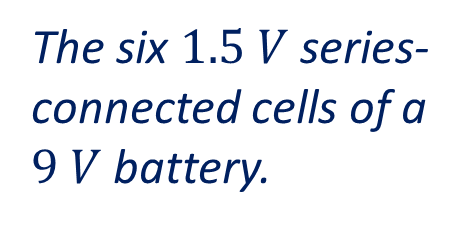 The six 1.5 V series-
connected cells of a
9 V battery.